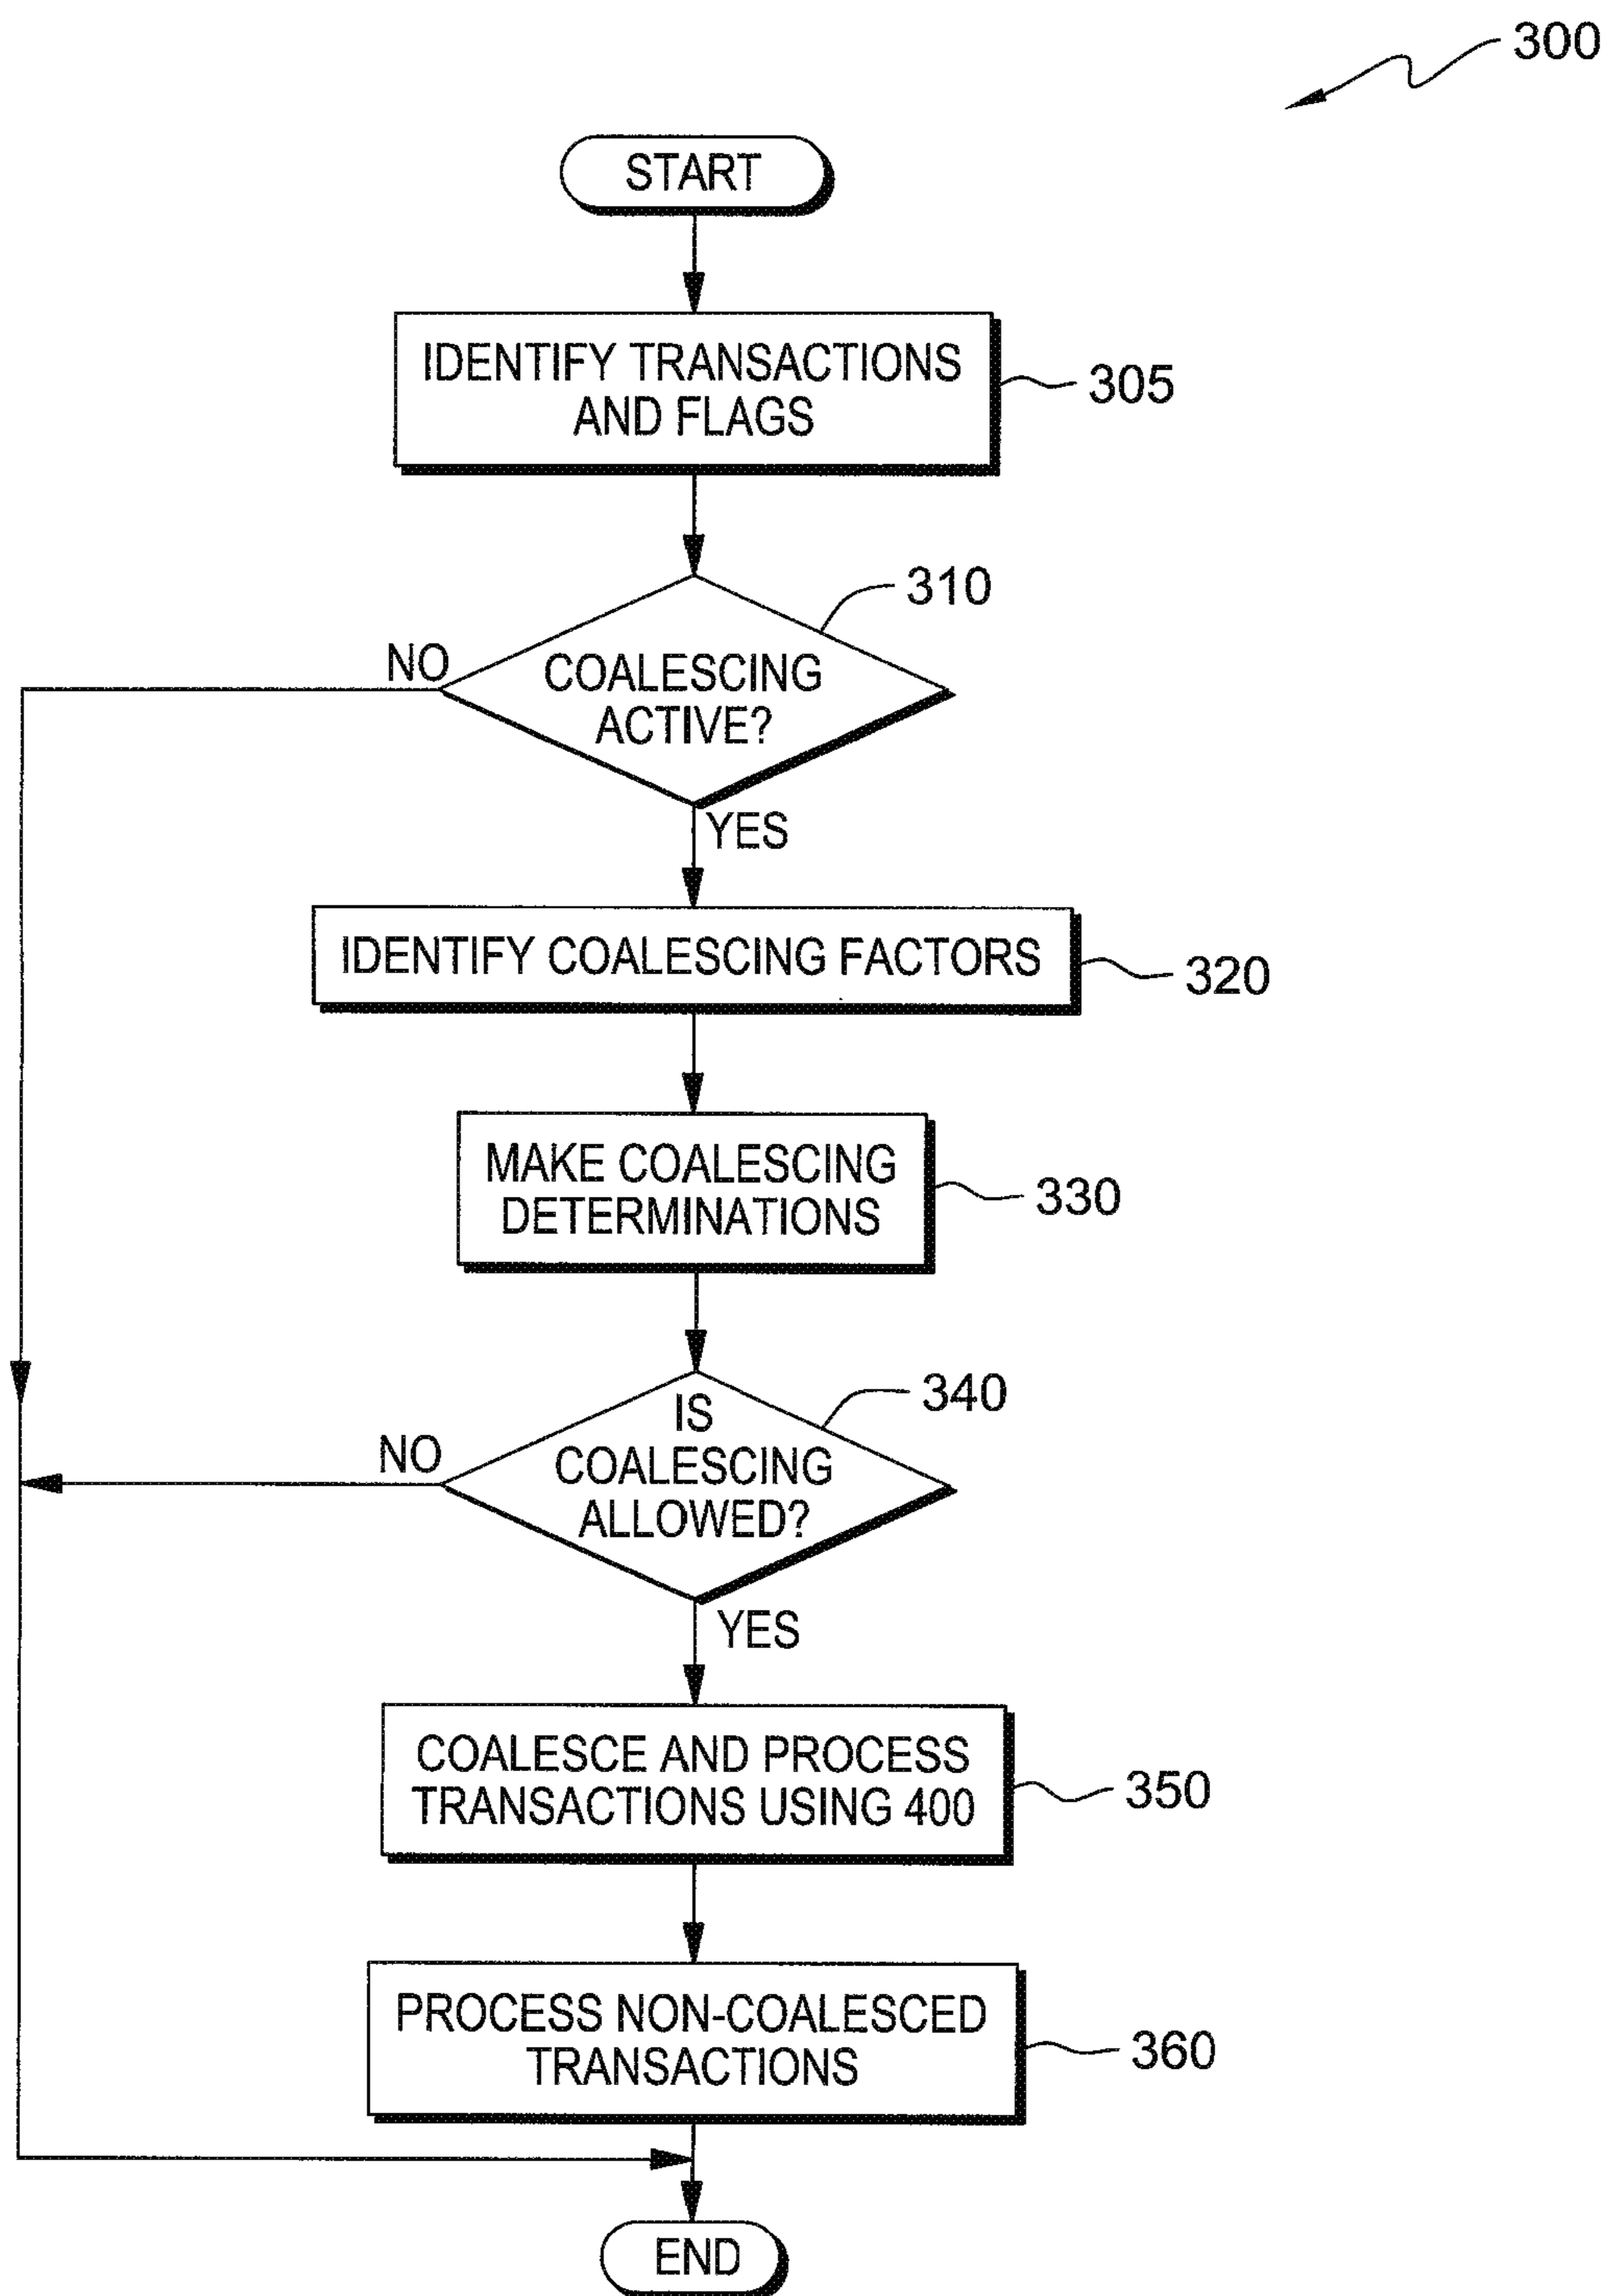 300
START
IDENTIFY TRANSACTIONS
AND FLAGS
305
310
NO
COALESCING
ACTIVE?
YES
IDENTIFY COALESCING FACTORS
320
MAKE COALESCING
DETERMINATIONS
330
340
IS
NO
COALESCING
ALLOWED?
YES
COALESCE AND PROCESS
TRANSACTIONS USING 400
350
PROCESS NON-COALESCED
TRANSACTIONS
360
END